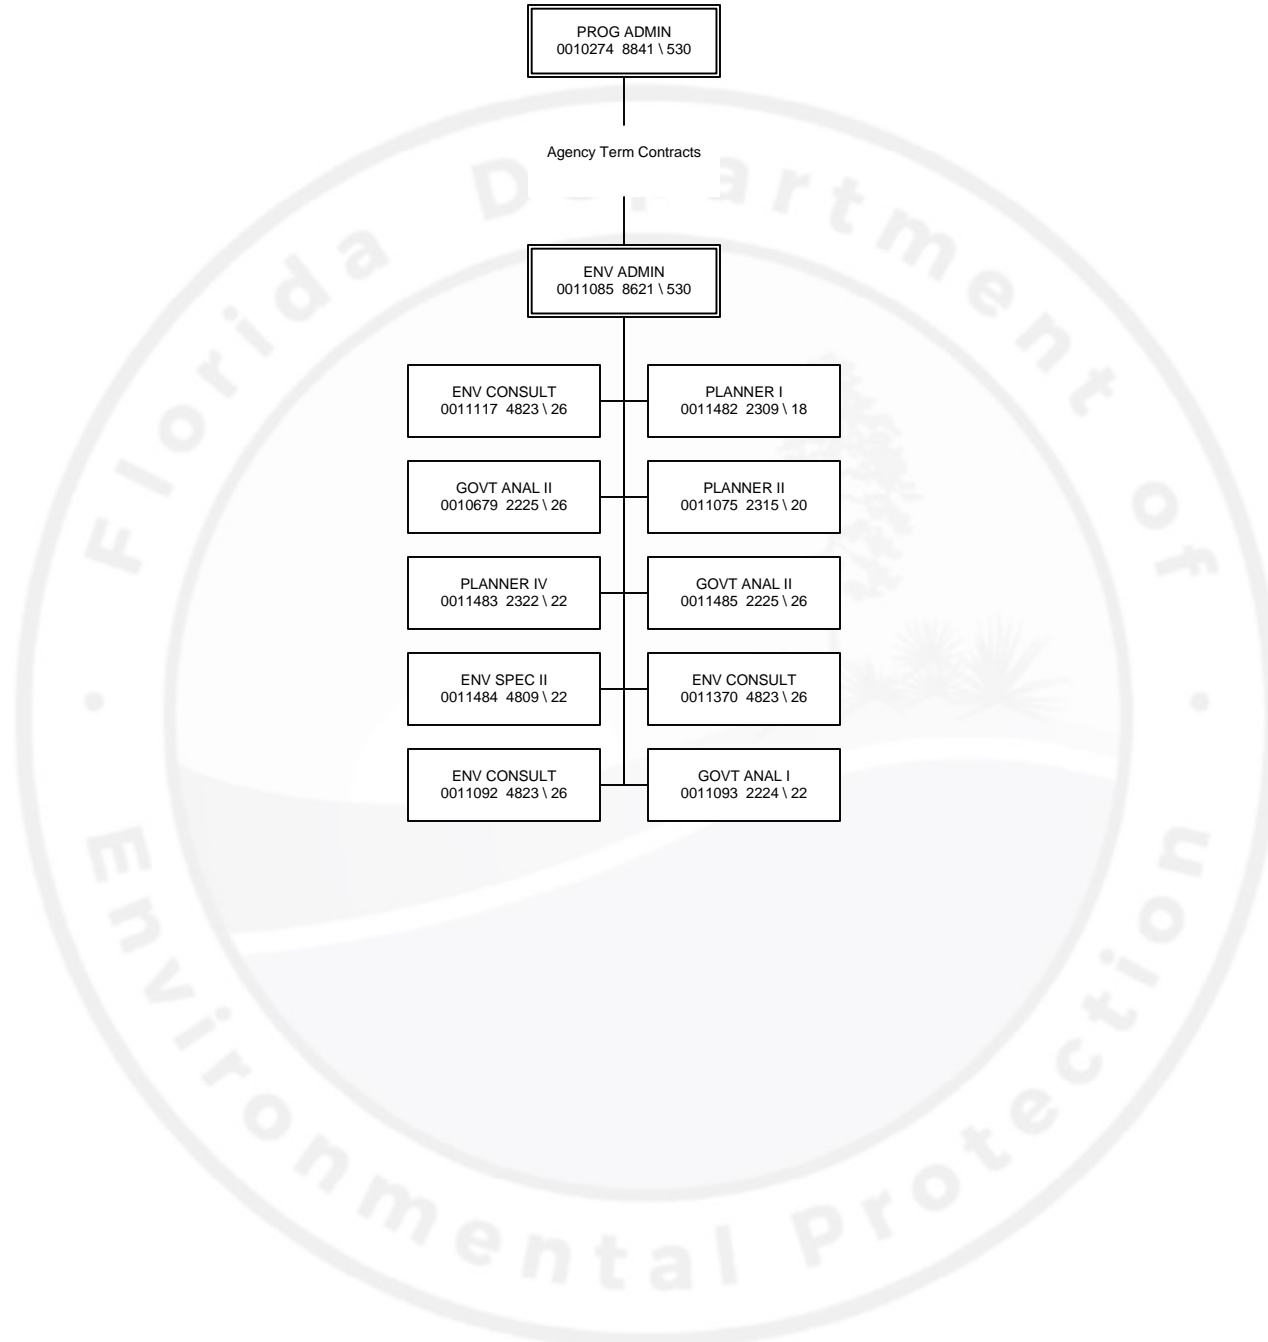 PROG ADMIN
0010274 8841 \ 530
Agency Term Contracts
ENV ADMIN
0011085 8621 \ 530
ENV CONSULT
0011117 4823 \ 26
PLANNER I
0011482 2309 \ 18
GOVT ANAL II
0010679 2225 \ 26
PLANNER II
0011075 2315 \ 20
PLANNER IV
0011483 2322 \ 22
GOVT ANAL II
0011485 2225 \ 26
ENV SPEC II
0011484 4809 \ 22
ENV CONSULT
0011370 4823 \ 26
ENV CONSULT
0011092 4823 \ 26
GOVT ANAL I
0011093 2224 \ 22
Florida Department of
Environmental Protection